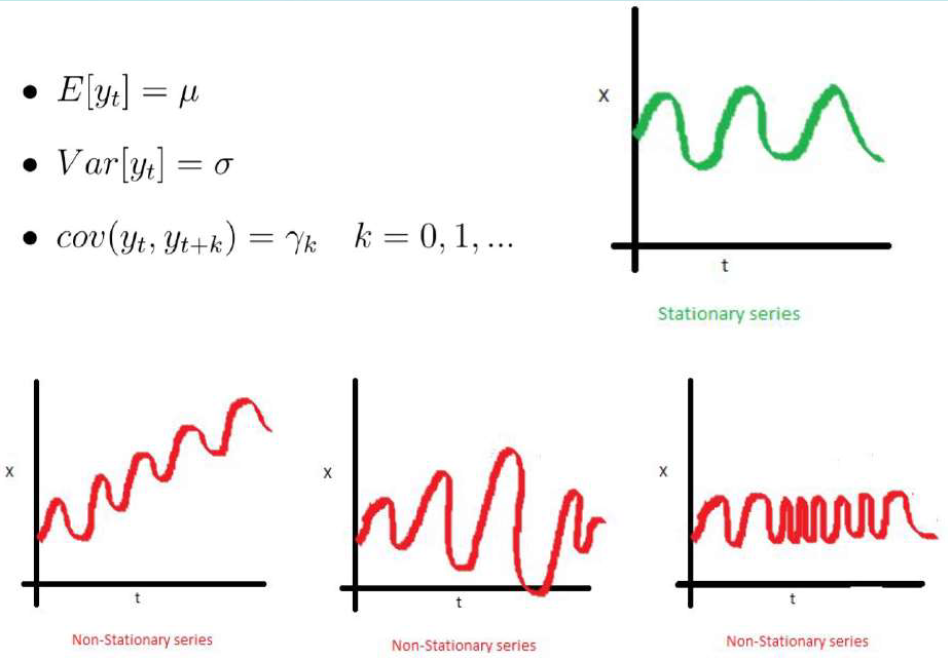 • E[y_t] = μ
• Var[y_t] = σ
• cov(y_t, y_{t+k}) = γ_k   k = 0, 1, ...
x
t
Stationary series
x
t
Non-Stationary series
x
t
Non-Stationary series
x
t
Non-Stationary series